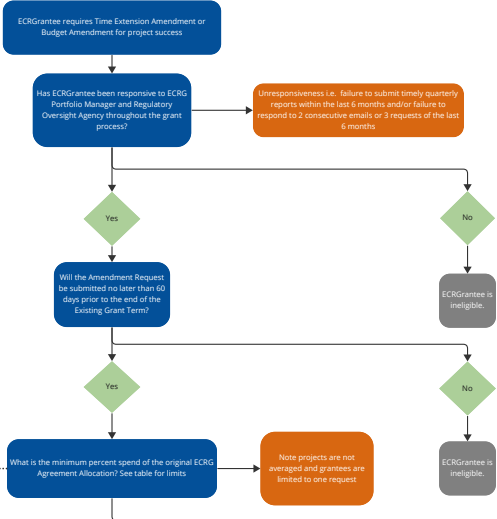 ECRGrantee requires Time Extension Amendment or
Budget Amendment for project success
Has ECRGrantee been responsive to ECRG
Portfolio Manager and Regulatory
Oversight Agency throughout the grant
process?
Unresponsiveness i.e. failure to submit timely quarterly
reports within the last 6 months and/or failure to
respond to 2 consecutive emails or 3 requests of the last
6 months
Yes
No
Will the Amendment Request
be submitted no later than 60
days prior to the end of the
Existing Grant Term?
ECRGrantee is
ineligible.
Yes
No
What is the minimum percent spend of the original ECRG
Agreement Allocation? See table for limits
Note projects are not
averaged and grantees are
limited to one request
ECRGrantee is
ineligible.